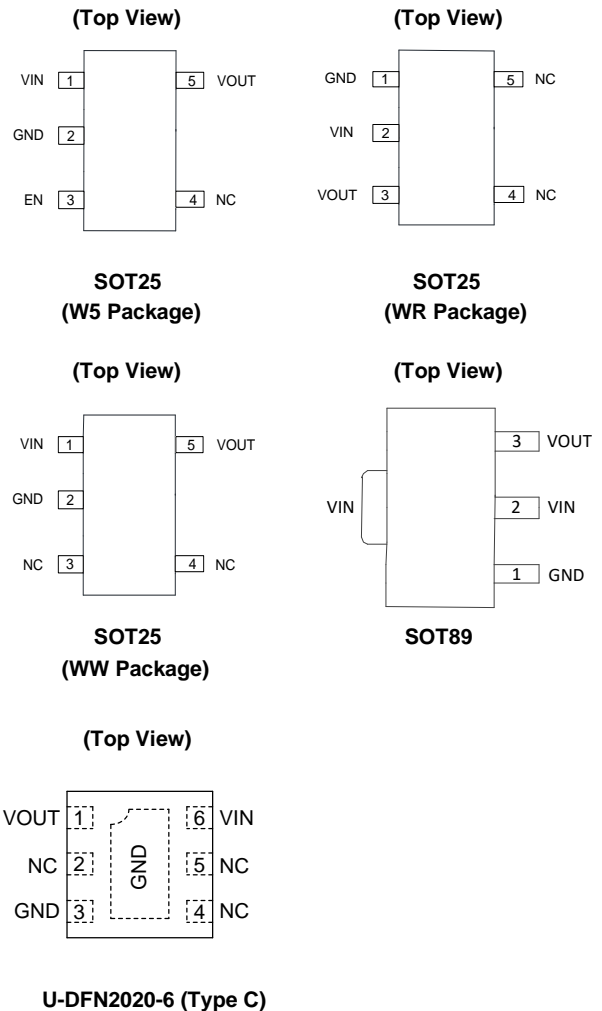 (Top View)
VIN 1 5 VOUT
GND 2
EN 3 4 NC
SOT25
(W5 Package)
(Top View)
GND 1 5 NC
VIN 2
VOUT 3 4 NC
SOT25
(WR Package)
(Top View)
VIN 1 5 VOUT
GND 2
NC 3 4 NC
SOT25
(WW Package)
(Top View)
3 VOUT
VIN 2 VIN
1 GND
SOT89
(Top View)
VOUT 1 6 VIN
NC 2 GND 5 NC
GND 3 4 NC
U-DFN2020-6 (Type C)